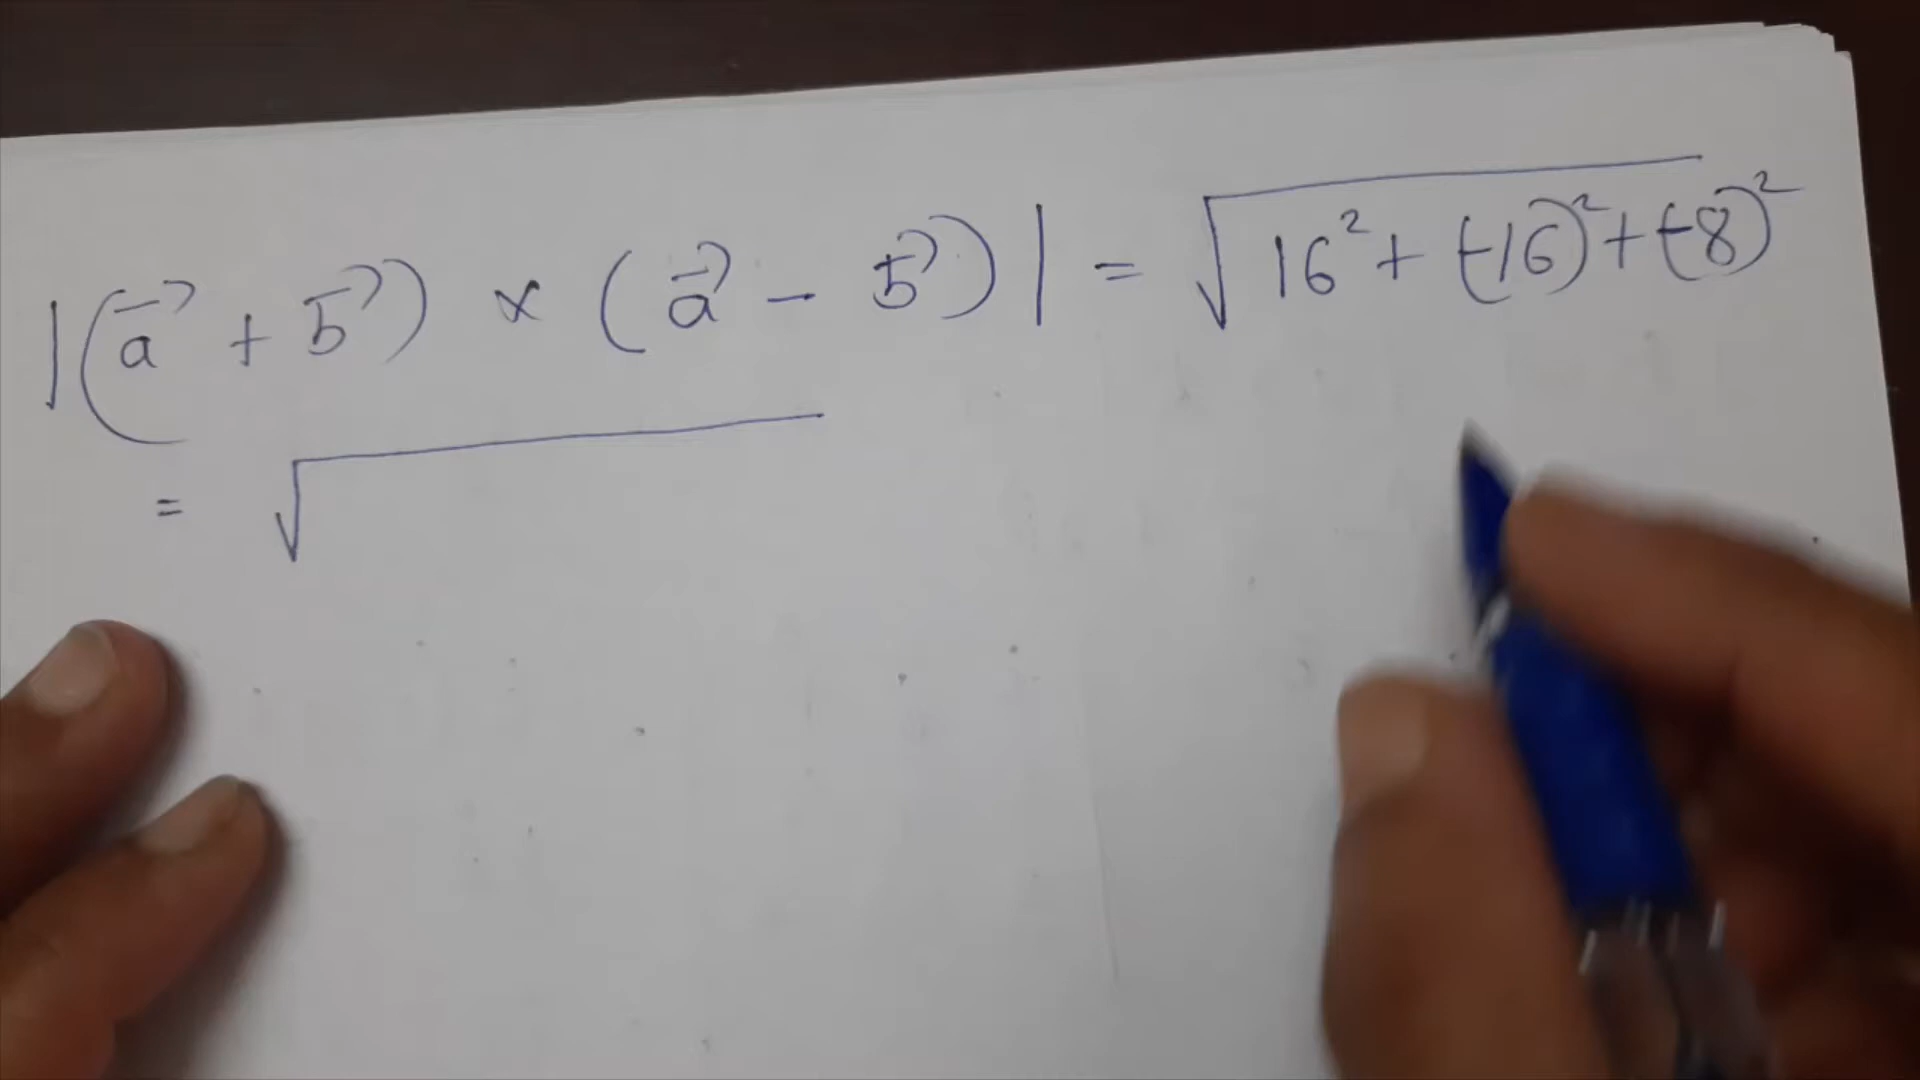 |(a⃗ + b⃗) × (a⃗ − b⃗)| = √16² + (−16)² + (−8)²
= √